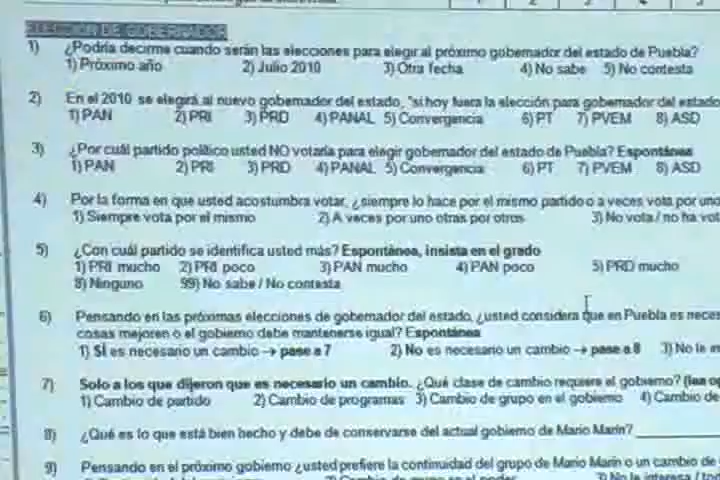 ELECCIÓN DE GOBERNADOR
1) ¿Podría decirme cuando serán las elecciones para elegir al próximo gobernador del estado de Puebla?
1) Próximo año 2) Julio 2010 3) Otra fecha 4) No sabe 5) No contesta
2) En el 2010 se elegirá al nuevo gobernador del estado, "si hoy fuera la elección para gobernador del estado
1) PAN 2) PRI 3) PRD 4) PANAL 5) Convergencia 6) PT 7) PVEM 8) ASD
3) ¿Por cuál partido político usted NO votaría para elegir gobernador del estado de Puebla? Espontánea
1) PAN 2) PRI 3) PRD 4) PANAL 5) Convergencia 6) PT 7) PVEM 8) ASD
4) Por la forma en que usted acostumbra votar, ¿siempre lo hace por el mismo partido o a veces vota por uno
1) Siempre vota por el mismo 2) A veces por uno otras por otros 3) No vota / no ha vot
5) ¿Con cuál partido se identifica usted más? Espontánea, insista en el grado
1) PRI mucho 2) PRI poco 3) PAN mucho 4) PAN poco 5) PRD mucho
8) Ninguno 99) No sabe / No contesta
6) Pensando en las próximas elecciones de gobernador del estado, ¿usted considera que en Puebla es neces
cosas mejoren o el gobierno debe mantenerse igual? Espontánea
1) SÍ es necesario un cambio → pase a 7 2) No es necesario un cambio → pase a 8 3) No le in
7) Solo a los que dijeron que es necesario un cambio. ¿Qué clase de cambio requiere el gobierno? (lea op
1) Cambio de partido 2) Cambio de programas 3) Cambio de grupo en el gobierno 4) Cambio de
8) ¿Qué es lo que está bien hecho y debe de conservarse del actual gobierno de Mario Marín?
9) Pensando en el próximo gobierno ¿usted prefiere la continuidad del grupo de Mario Marín o un cambio de